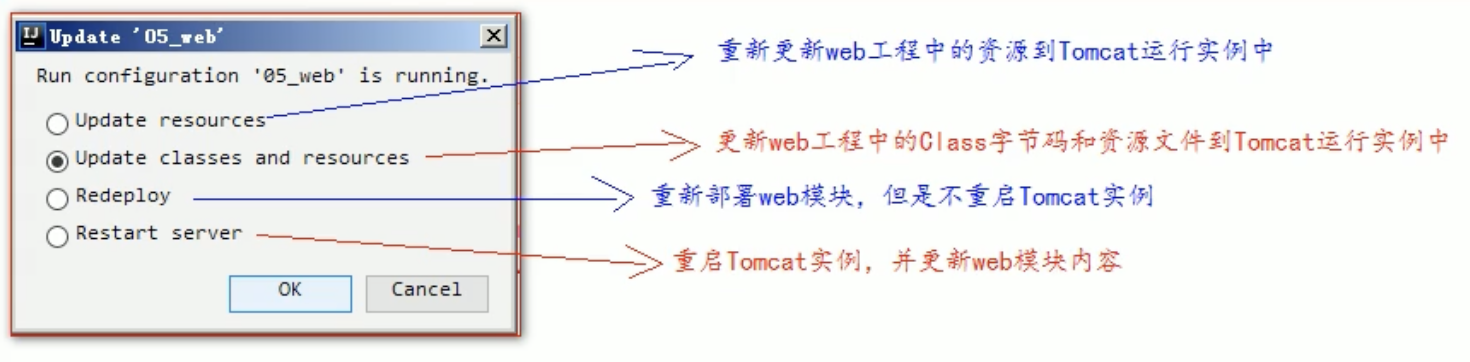 IJ Update '05_web'
Run configuration '05_web' is running.
Update resources
重新更新web工程中的资源到Tomcat运行实例中
Update classes and resources
更新web工程中的Class字节码和资源文件到Tomcat运行实例中
Redeploy
重新部署web模块，但是不重启Tomcat实例
Restart server
重启Tomcat实例，并更新web模块内容
OK
Cancel